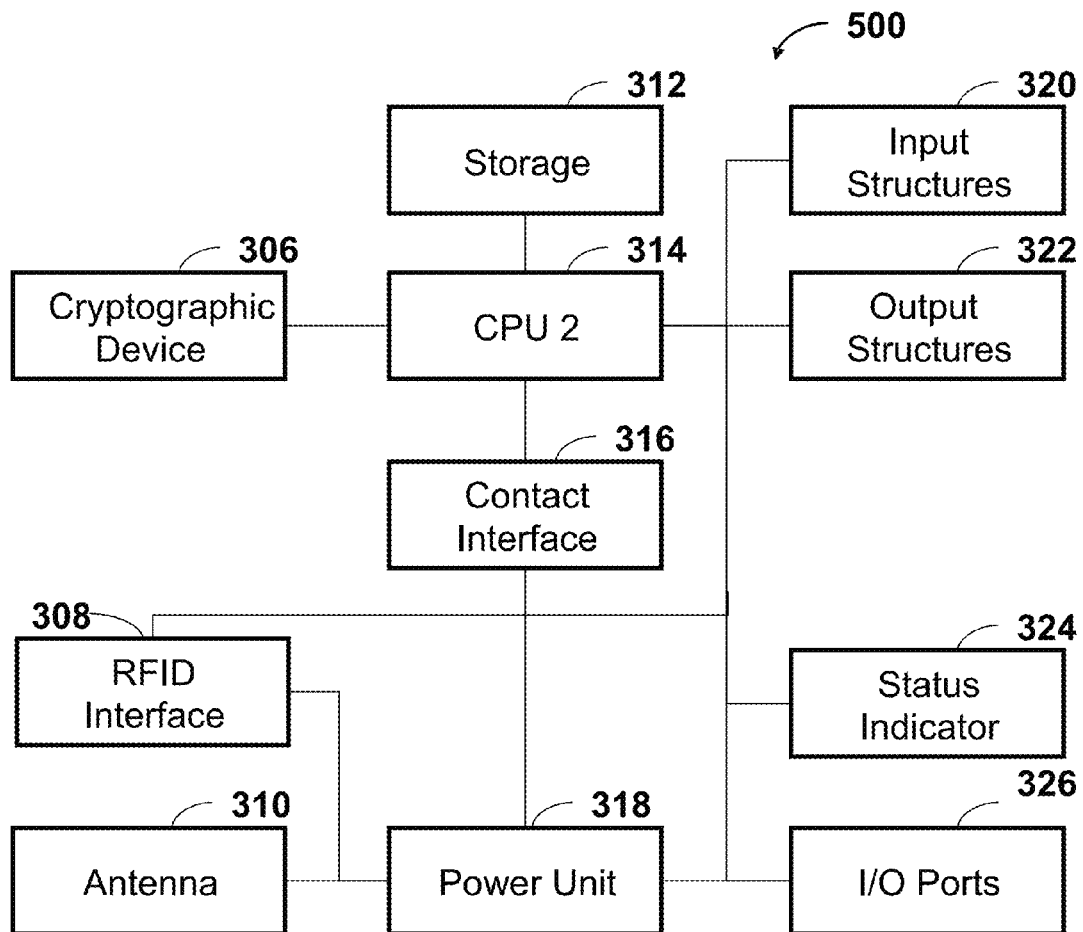 500
312
Storage
320
Input
Structures
306
Cryptographic
Device
314
CPU 2
322
Output
Structures
316
Contact
Interface
308
RFID
Interface
324
Status
Indicator
310
Antenna
318
Power Unit
326
I/O Ports